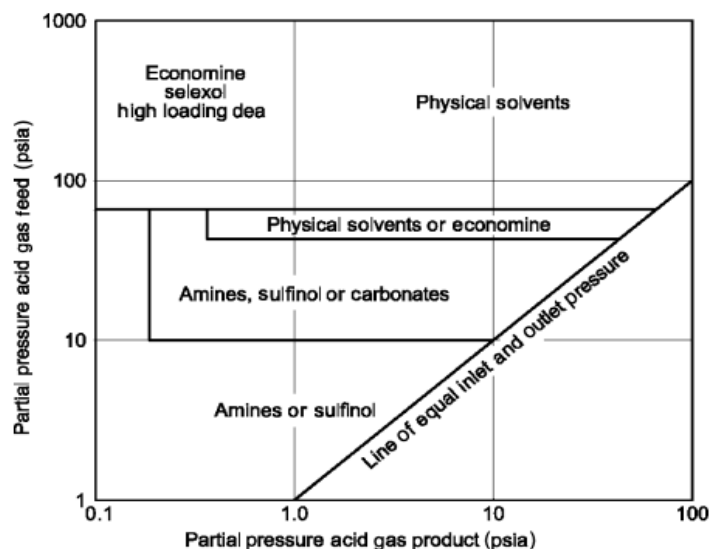 1000
Economine
selexol
high loading dea
Physical solvents
100
Physical solvents or economine
Amines, sulfinol or carbonates
10
Amines or sulfinol
Line of equal inlet and outlet pressure
1
0.1
1.0
10
100
Partial pressure acid gas feed (psia)
Partial pressure acid gas product (psia)